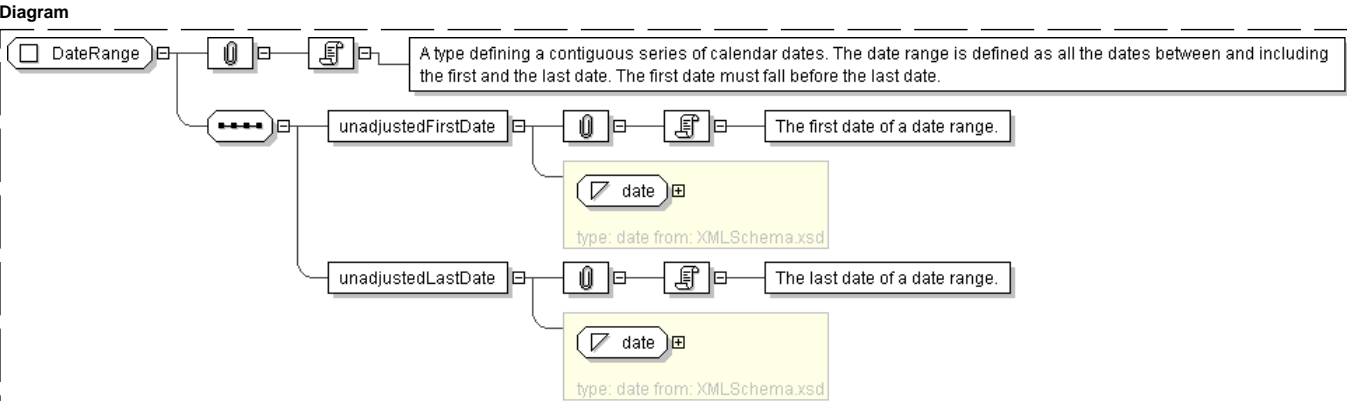 Diagram
DateRange
A type defining a contiguous series of calendar dates. The date range is defined as all the dates between and including
the first and the last date. The first date must fall before the last date.
unadjustedFirstDate
The first date of a date range.
date
type: date from: XMLSchema.xsd
unadjustedLastDate
The last date of a date range.
date
type: date from: XMLSchema.xsd